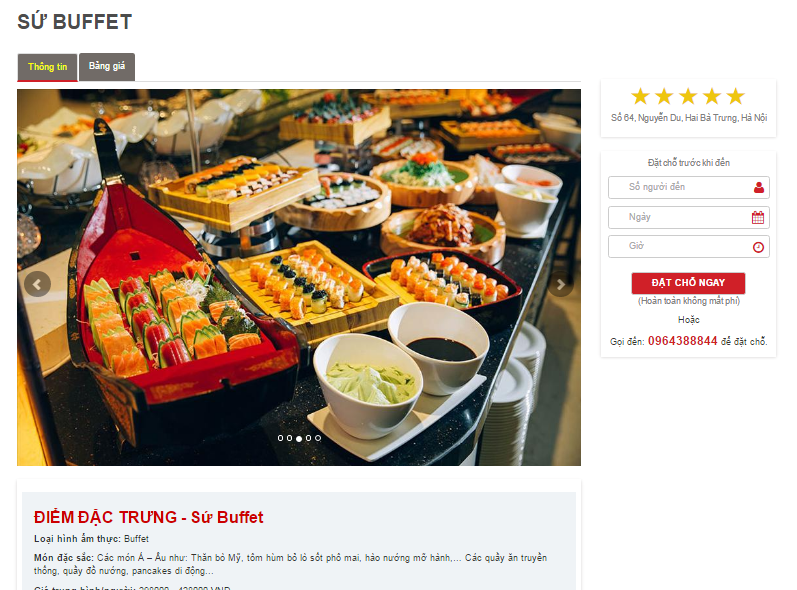 SỨ BUFFET
Thông tin
Bảng giá
Số 64, Nguyễn Du, Hai Bà Trưng, Hà Nội
Đặt chỗ trước khi đến
Số người đến
Ngày
Giờ
ĐẶT CHỖ NGAY
(Hoàn toàn không mất phí)
Hoặc
Gọi đến: 0964388844 để đặt chỗ.
ĐIỂM ĐẶC TRƯNG - Sứ Buffet
Loại hình ẩm thực: Buffet
Món đặc sắc: Các món Á – Âu như: Thăn bò Mỹ, tôm hùm bỏ lò sốt phô mai, hào nướng mỡ hành,... Các quầy ăn truyền
thống, quầy đồ nướng, pancakes di động...